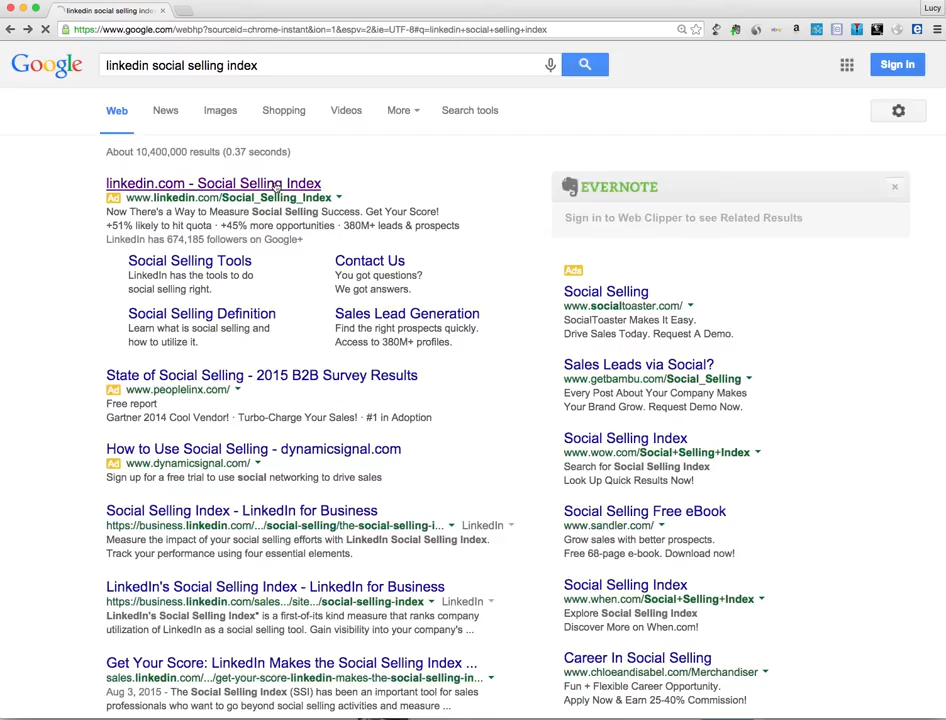 linkedin social selling inde
Lucy
https://www.google.com/webhp?sourceid=chrome-instant&ion=1&espv=2&ie=UTF-8#q=linkedin+social+selling+index
Google
linkedin social selling index
Sign in
Web News Images Shopping Videos More Search tools
About 10,400,000 results (0.37 seconds)
linkedin.com - Social Selling Index
Ad www.linkedin.com/Social_Selling_Index
Now There's a Way to Measure Social Selling Success. Get Your Score!
+51% likely to hit quota · +45% more opportunities · 380M+ leads & prospects
LinkedIn has 674,185 followers on Google+
Social Selling Tools
LinkedIn has the tools to do
social selling right.
Contact Us
You got questions?
We got answers.
Social Selling Definition
Learn what is social selling and
how to utilize it.
Sales Lead Generation
Find the right prospects quickly.
Access to 380M+ profiles.
State of Social Selling - 2015 B2B Survey Results
Ad www.peoplelinx.com/
Free report
Gartner 2014 Cool Vendor! · Turbo-Charge Your Sales! · #1 in Adoption
How to Use Social Selling - dynamicsignal.com
Ad www.dynamicsignal.com/
Sign up for a free trial to use social networking to drive sales
Social Selling Index - LinkedIn for Business
https://business.linkedin.com/.../social-selling/the-social-selling-i... LinkedIn
Measure the impact of your social selling efforts with LinkedIn Social Selling Index.
Track your performance using four essential elements.
LinkedIn's Social Selling Index - LinkedIn for Business
https://business.linkedin.com/sales.../site.../social-selling-index LinkedIn
LinkedIn's Social Selling Index* is a first-of-its kind measure that ranks company
utilization of LinkedIn as a social selling tool. Gain visibility into your company's ...
Get Your Score: LinkedIn Makes the Social Selling Index ...
sales.linkedin.com/.../get-your-score-linkedin-makes-the-social-selling-in...
Aug 3, 2015 - The Social Selling Index (SSI) has been an important tool for sales
professionals who want to go beyond social selling activities and measure ...
EVERNOTE
Sign in to Web Clipper to see Related Results
Ads
Social Selling
www.socialtoaster.com/
SocialToaster Makes It Easy.
Drive Sales Today. Request A Demo.
Sales Leads via Social?
www.getbambu.com/Social_Selling
Every Post About Your Company Makes
Your Brand Grow. Request Demo Now.
Social Selling Index
www.wow.com/Social+Selling+Index
Search for Social Selling Index
Look Up Quick Results Now!
Social Selling Free eBook
www.sandler.com/
Grow sales with better prospects.
Free 68-page e-book. Download now!
Social Selling Index
www.when.com/Social+Selling+Index
Explore Social Selling Index
Discover More on When.com!
Career In Social Selling
www.chloeandisabel.com/Merchandiser
Fun + Flexible Career Opportunity.
Apply Now & Earn 25-40% Commission!